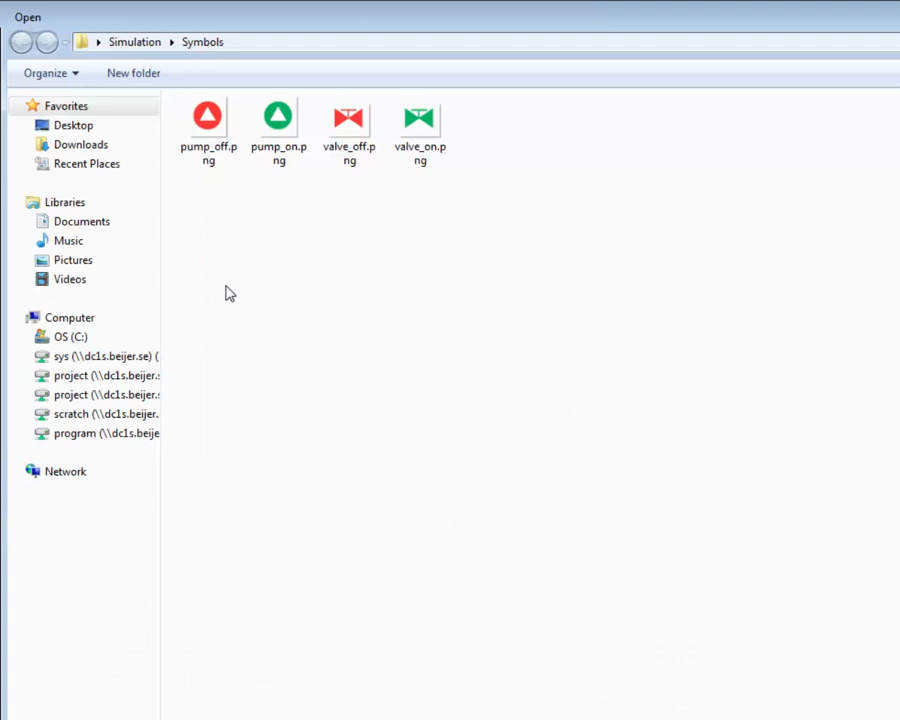 Open
Simulation
Symbols
Organize
New folder
Favorites
Desktop
Downloads
Recent Places
Libraries
Documents
Music
Pictures
Videos
Computer
OS (C:)
sys (\\dc1s.beijer.se) (
project (\\dc1s.beijer.s
project (\\dc1s.beijer.s
scratch (\\dc1s.beijer.
program (\\dc1s.beije
Network
pump_off.p
ng
pump_on.p
ng
valve_off.p
ng
valve_on.p
ng